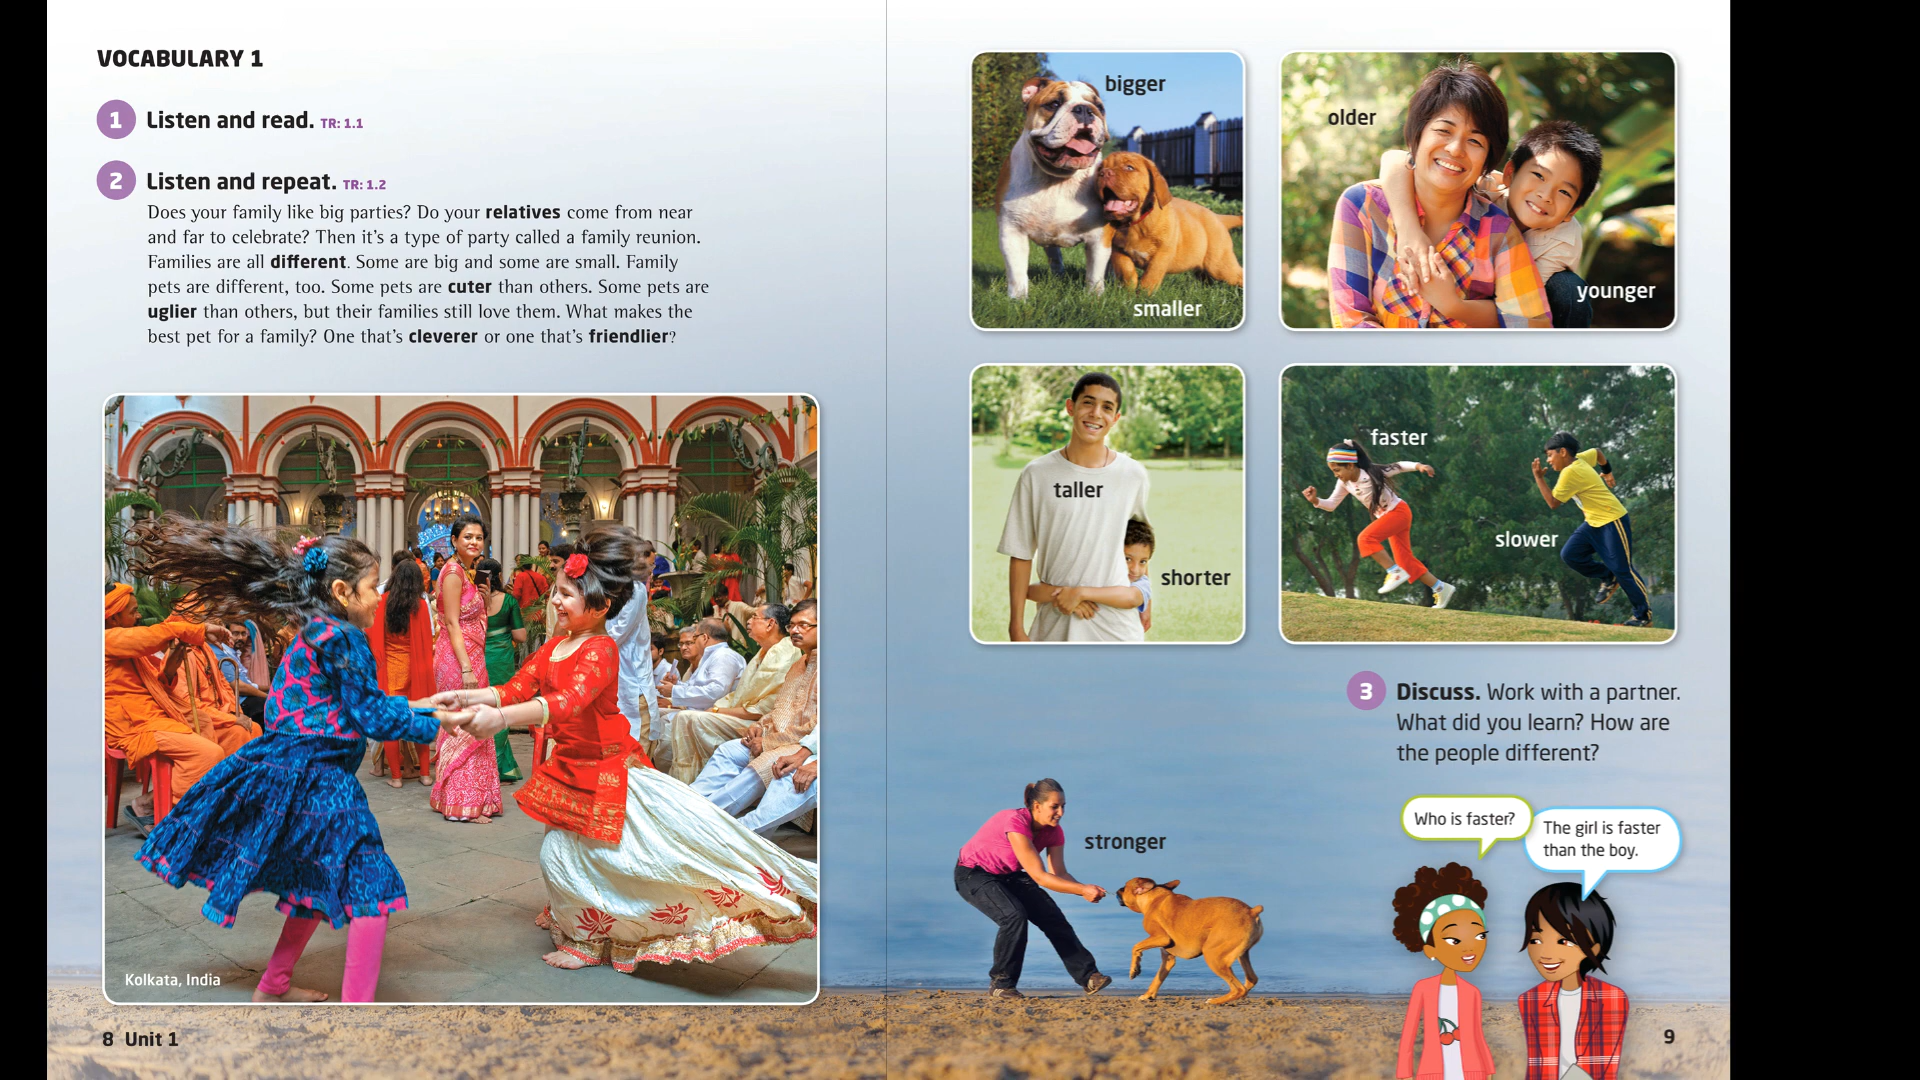 VOCABULARY 1
1 Listen and read. TR: 1.1
2 Listen and repeat. TR: 1.2
Does your family like big parties? Do your relatives come from near
and far to celebrate? Then it's a type of party called a family reunion.
Families are all different. Some are big and some are small. Family
pets are different, too. Some pets are cuter than others. Some pets are
uglier than others, but their families still love them. What makes the
best pet for a family? One that's cleverer or one that's friendlier?
Kolkata, India
8 Unit 1
bigger
smaller
older
younger
taller
shorter
faster
slower
stronger
3 Discuss. Work with a partner.
What did you learn? How are
the people different?
Who is faster?
The girl is faster
than the boy.
9